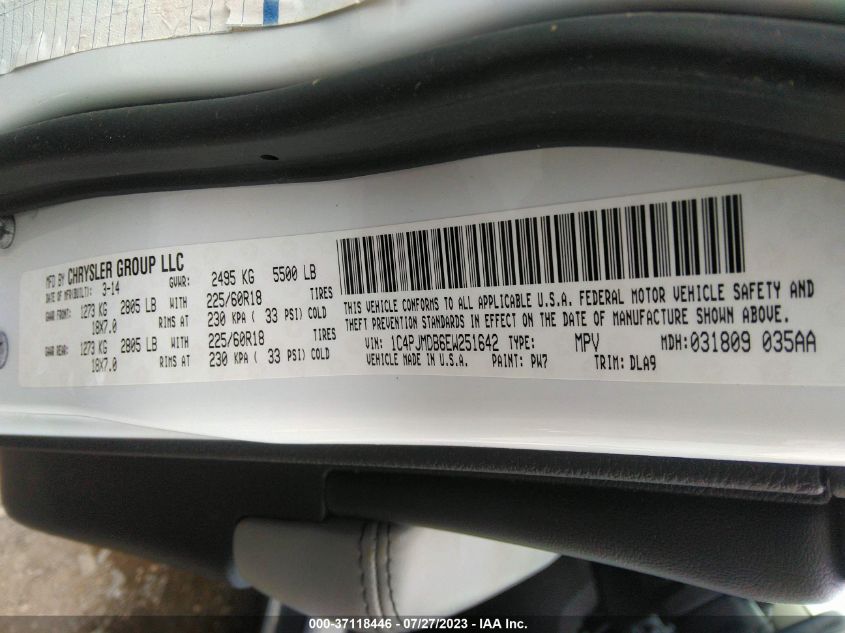 MFD BY CHRYSLER GROUP LLC
DATE OF MFR(BUILT): 3-14 GVWR: 2495 KG 5500 LB
GAWR FRONT: 1273 KG 2805 LB WITH 225/60R18 TIRES
18X7.0 RIMS AT 230 KPA ( 33 PSI) COLD
GAWR REAR: 1273 KG 2805 LB WITH 225/60R18 TIRES
18X7.0 RIMS AT 230 KPA ( 33 PSI) COLD
THIS VEHICLE CONFORMS TO ALL APPLICABLE U.S.A. FEDERAL MOTOR VEHICLE SAFETY AND
THEFT PREVENTION STANDARDS IN EFFECT ON THE DATE OF MANUFACTURE SHOWN ABOVE.
VIN: 1C4PJMDB6EW251642 TYPE: MPV MDH:031809 035AA
VEHICLE MADE IN U.S.A. PAINT: PW7 TRIM: DLA9
000-37118446 - 07/27/2023 - IAA Inc.